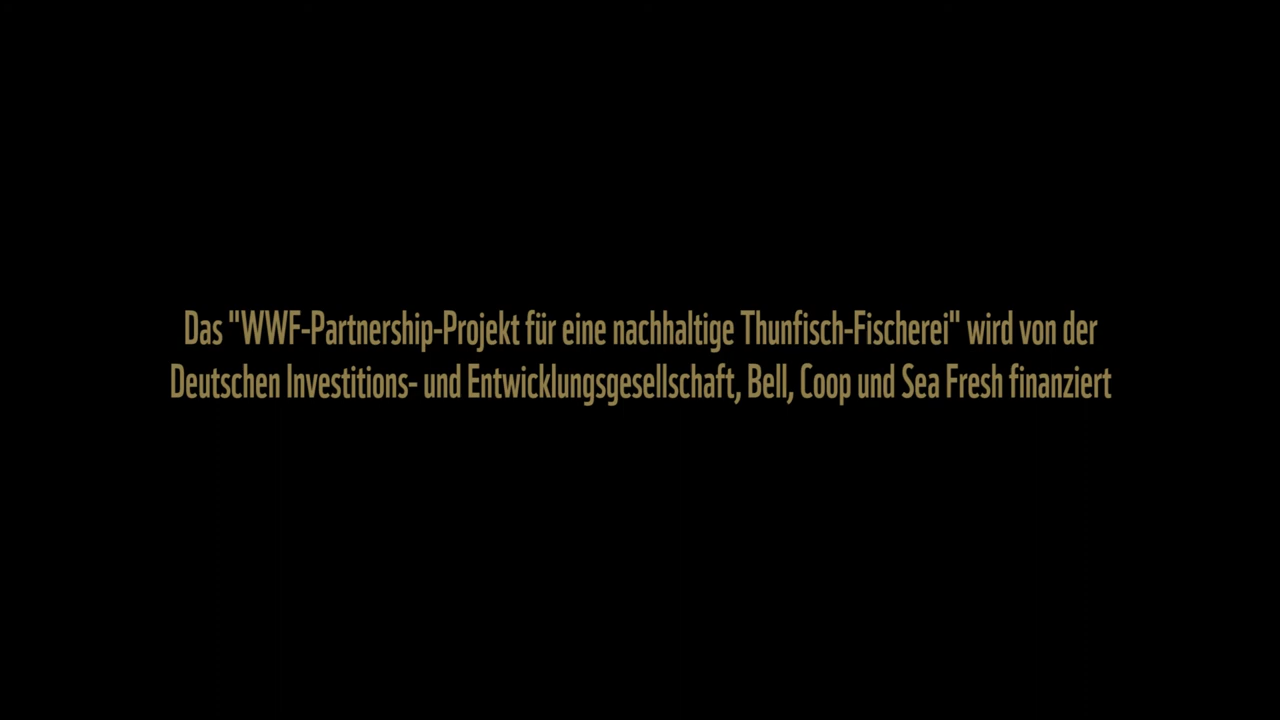 Das "WWF-Partnership-Projekt für eine nachhaltige Thunfisch-Fischerei" wird von der
Deutschen Investitions- und Entwicklungsgesellschaft, Bell, Coop und Sea Fresh finanziert